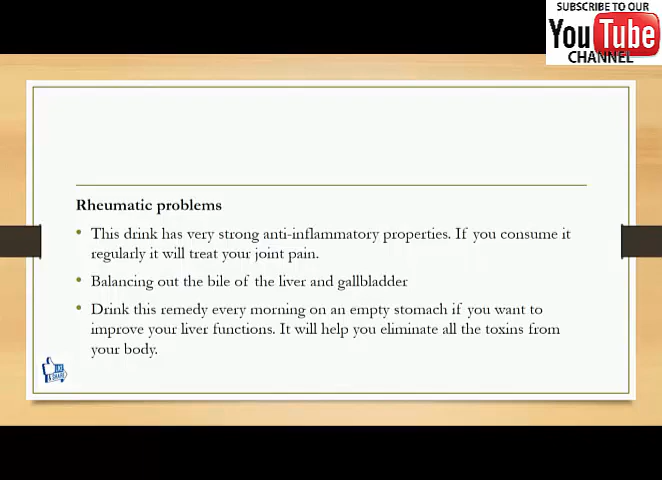 SUBSCRIBE TO OUR
YouTube
CHANNEL
Rheumatic problems
• This drink has very strong anti-inflammatory properties. If you consume it
regularly it will treat your joint pain.
• Balancing out the bile of the liver and gallbladder
• Drink this remedy every morning on an empty stomach if you want to
improve your liver functions. It will help you eliminate all the toxins from
your body.
LIKE
& SHARE